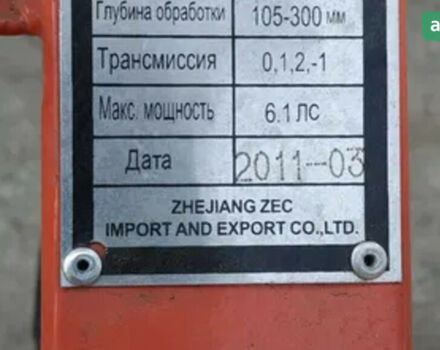 Глубина обработки 105-300 мм
Трансмиссия 0,1,2,-1
Макс. мощность 6.1 ЛС
Дата 2011--03
ZHEJIANG ZEC
IMPORT AND EXPORT CO.,LTD.